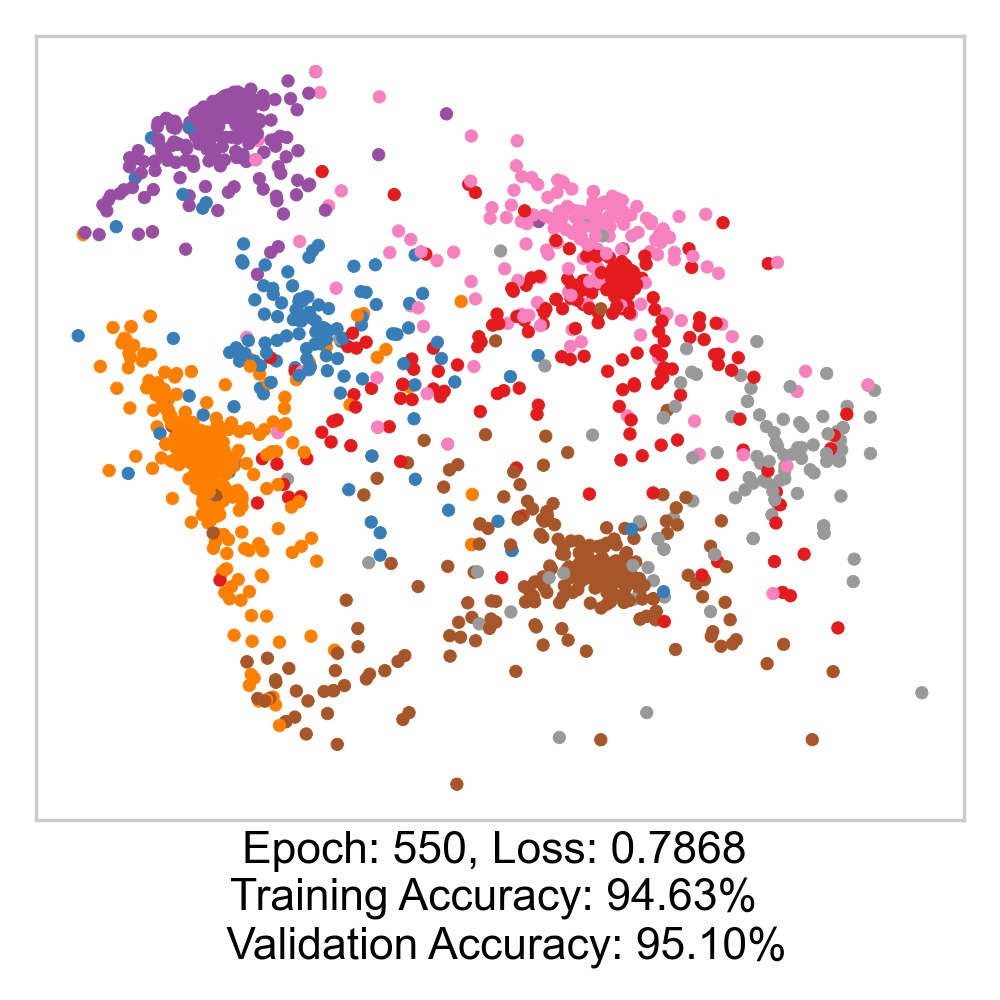 Epoch: 550, Loss: 0.7868
Training Accuracy: 94.63%
Validation Accuracy: 95.10%